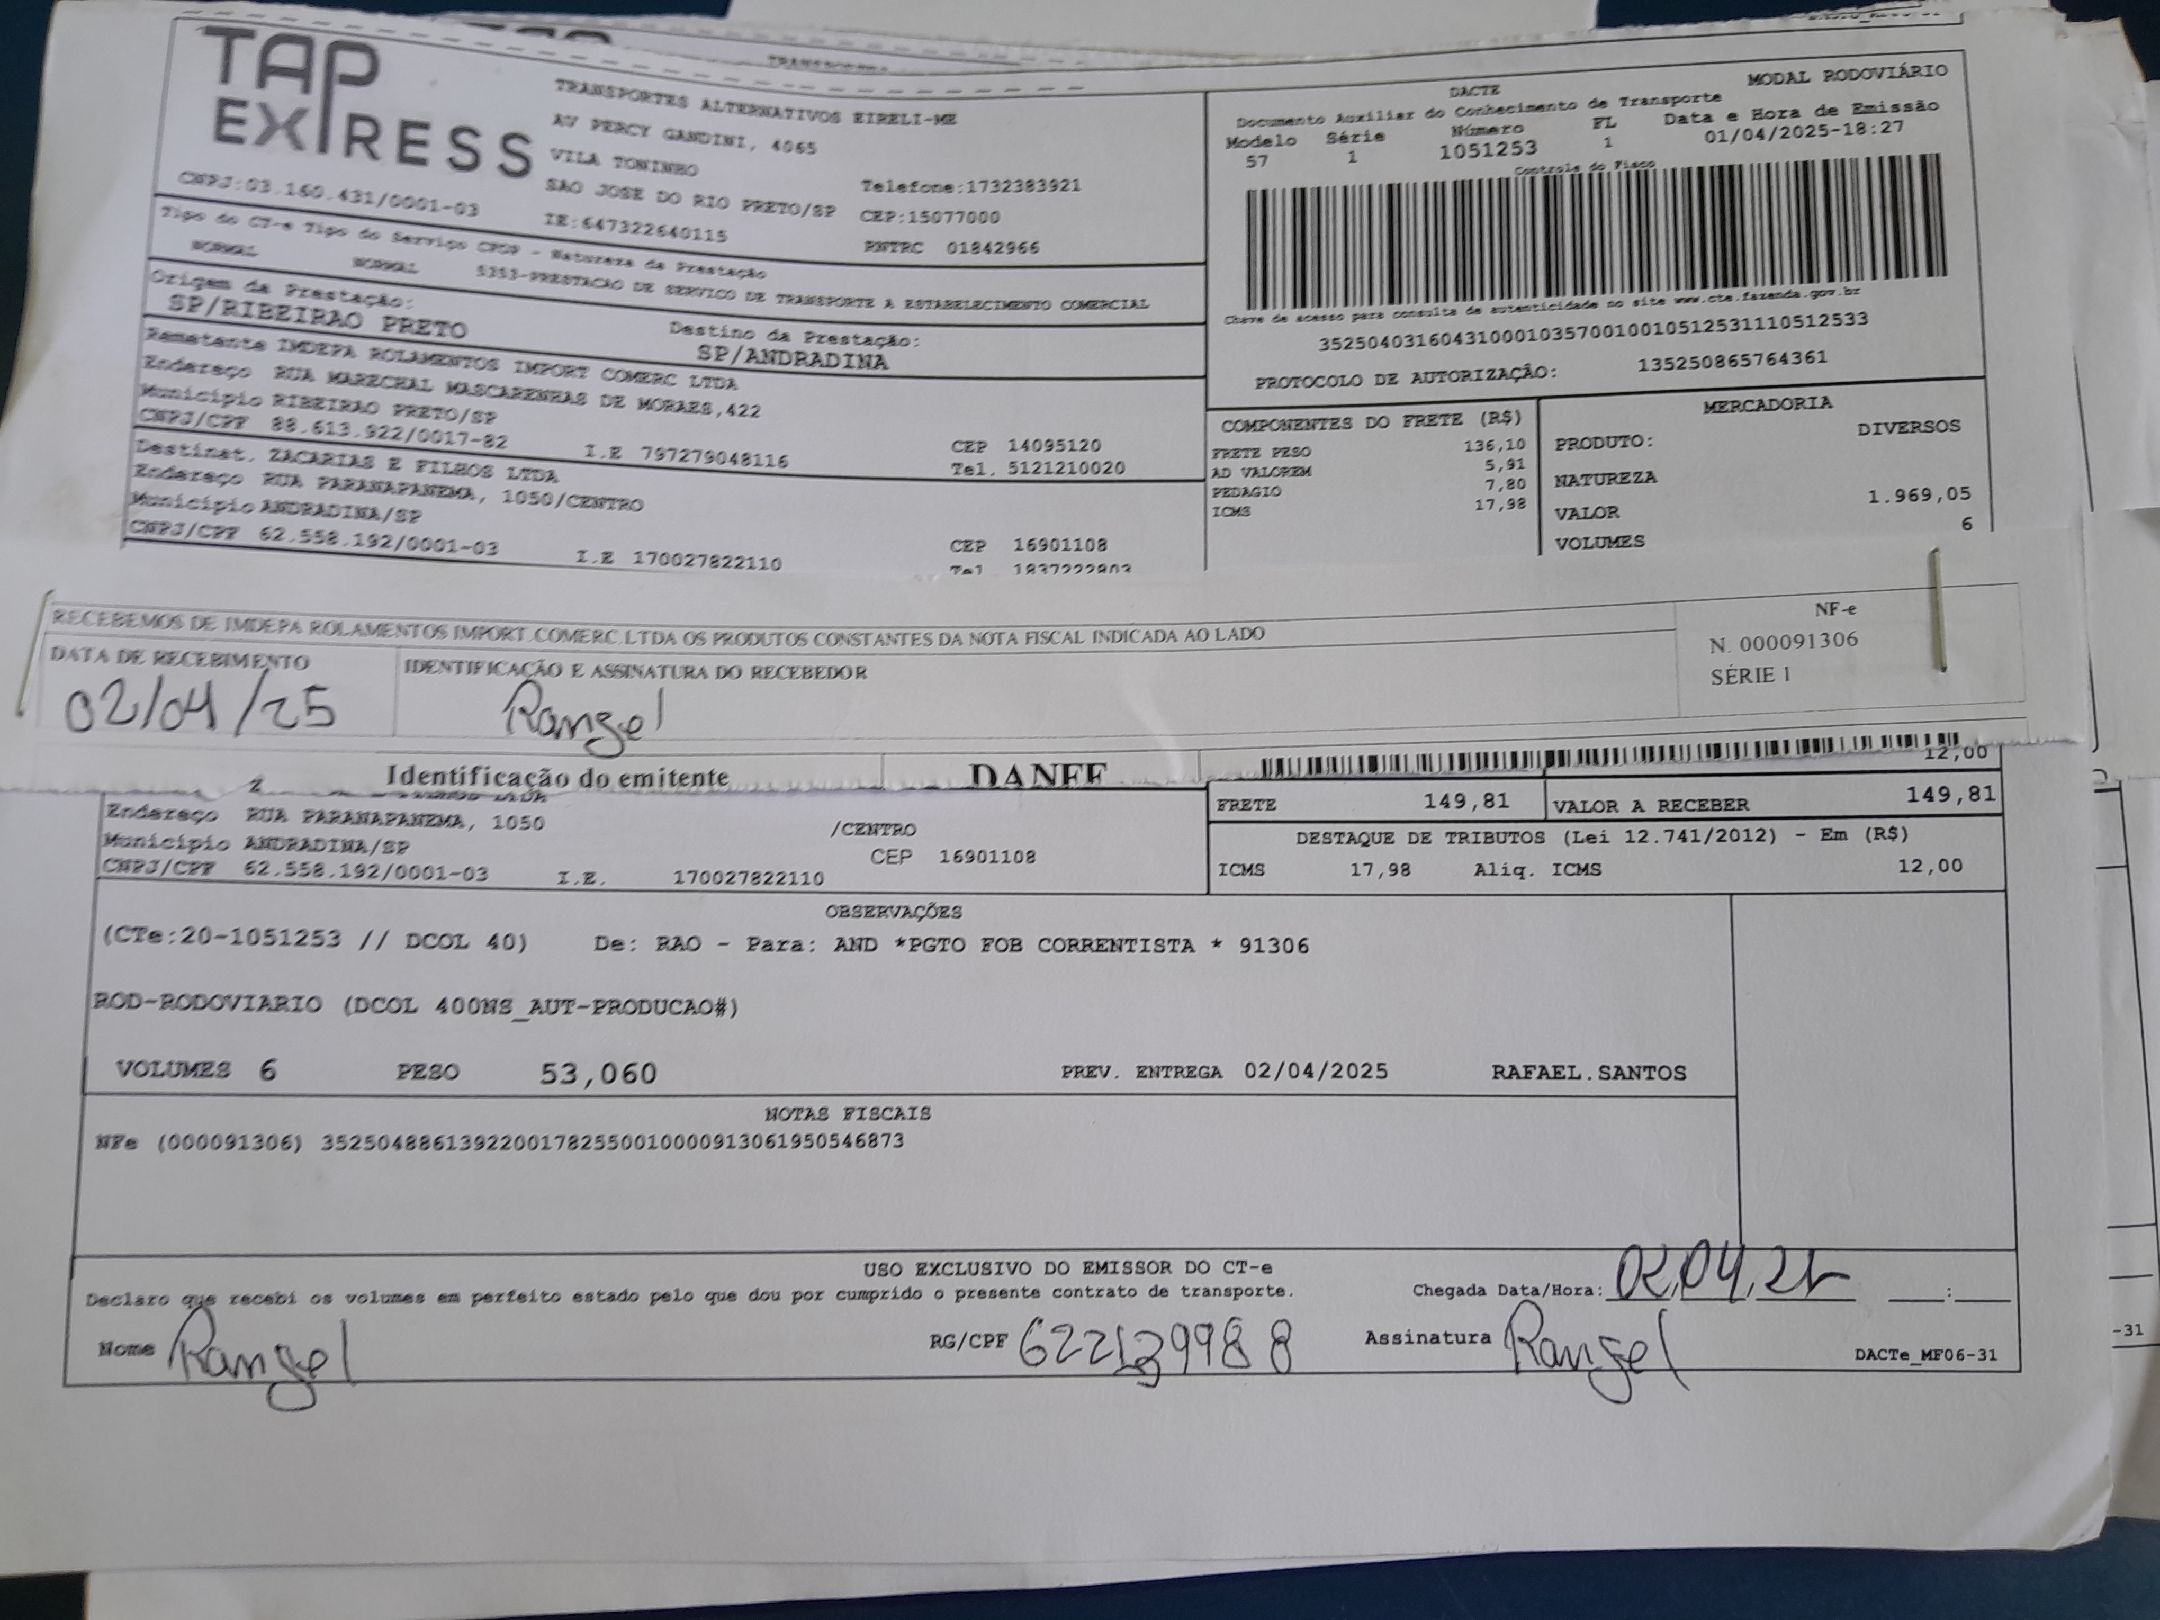 TAP
EXPRESS
TRANSPORTES ALTERNATIVOS EIRELI-ME
AV PERCY GANDINI, 4065
VILA TONINHO
SAO JOSE DO RIO PRETO/SP
Telefone:1732383921
CEP:15077000
CNPJ:03.160.431/0001-03
IE:647322640115
RNTRC 01842966
Tipo do CT-e Tipo do Serviço CFOP - Natureza da Prestação
NORMAL NORMAL 5353-PRESTACAO DE SERVICO DE TRANSPORTE A ESTABELECIMENTO COMERCIAL
Origem da Prestação:
SP/RIBEIRAO PRETO
Destino da Prestação:
SP/ANDRADINA
Remetente IMDEPA ROLAMENTOS IMPORT COMERC LTDA
Endereço RUA MARECHAL MASCARENHAS DE MORAES,422
Município RIBEIRAO PRETO/SP
CEP 14095120
CNPJ/CPF 88.613.922/0017-82 I.E 797279048116 Tel. 5121210020
Destinat. ZACARIAS E FILHOS LTDA
Endereço RUA PARANAPANEMA, 1050/CENTRO
Município ANDRADINA/SP
CEP 16901108
CNPJ/CPF 62.558.192/0001-03 I.E 170027822110 Tel 1837222903
DACTE MODAL RODOVIÁRIO
Documento Auxiliar do Conhecimento de Transporte
Modelo Série Número FL Data e Hora de Emissão
57 1 1051253 1 01/04/2025-18:27
Controle do Fisco
Chave de acesso para consulta de autenticidade no site www.cte.fazenda.gov.br
35250403160431000103570010010512531110512533
PROTOCOLO DE AUTORIZAÇÃO: 135250865764361
COMPONENTES DO FRETE (R$)
FRETE PESO 136,10
AD VALOREM 5,91
PEDAGIO 7,80
ICMS 17,98
MERCADORIA
PRODUTO: DIVERSOS
NATUREZA
VALOR 1.969,05
VOLUMES 6
RECEBEMOS DE IMDEPA ROLAMENTOS IMPORT.COMERC.LTDA OS PRODUTOS CONSTANTES DA NOTA FISCAL INDICADA AO LADO
NF-e
N. 000091306
SÉRIE 1
DATA DE RECEBIMENTO IDENTIFICAÇÃO E ASSINATURA DO RECEBEDOR
02/04/25 Rangel
Identificação do emitente DANFE
12,00
Endereço RUA PARANAPANEMA, 1050 /CENTRO
Município ANDRADINA/SP CEP 16901108
CNPJ/CPF 62.558.192/0001-03 I.E. 170027822110
FRETE 149,81 VALOR A RECEBER 149,81
DESTAQUE DE TRIBUTOS (Lei 12.741/2012) - Em (R$)
ICMS 17,98 Aliq. ICMS 12,00
OBSERVAÇÕES
(CTe:20-1051253 // DCOL 40) De: RAO - Para: AND *PGTO FOB CORRENTISTA * 91306
ROD-RODOVIARIO (DCOL 400NS_AUT-PRODUCAO#)
VOLUMES 6 PESO 53,060 PREV. ENTREGA 02/04/2025 RAFAEL.SANTOS
NOTAS FISCAIS
NFe (000091306) 35250488613922001782550010000913061950546873
USO EXCLUSIVO DO EMISSOR DO CT-e
Declaro que recebi os volumes em perfeito estado pelo que dou por cumprido o presente contrato de transporte.
Chegada Data/Hora: 02,04,25 :
Nome Rangel RG/CPF 622139988 Assinatura Rangel
DACTe_MF06-31
-31